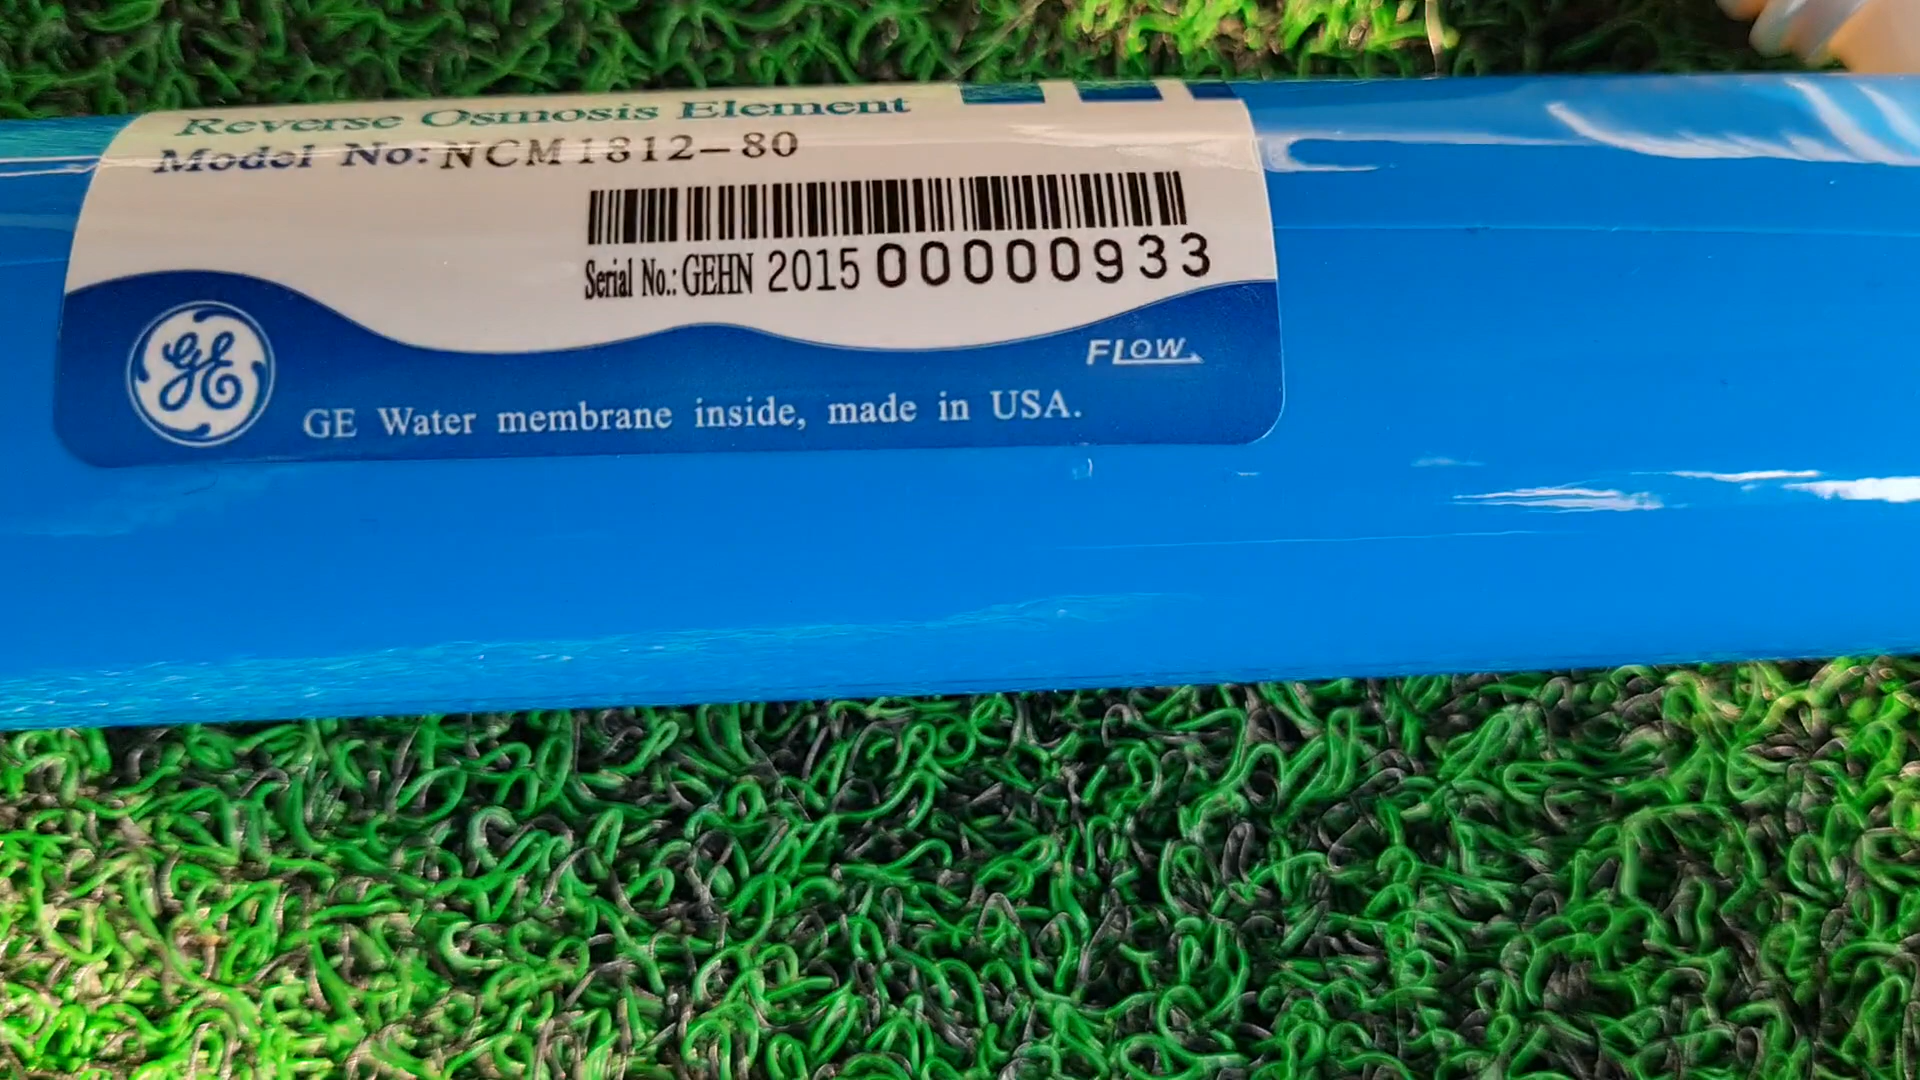 Reverse Osmosis Element
Model No: NCM1812-80
Serial No.: GEHN 2015 00000933
FLOW
GE
GE Water membrane inside, made in USA.